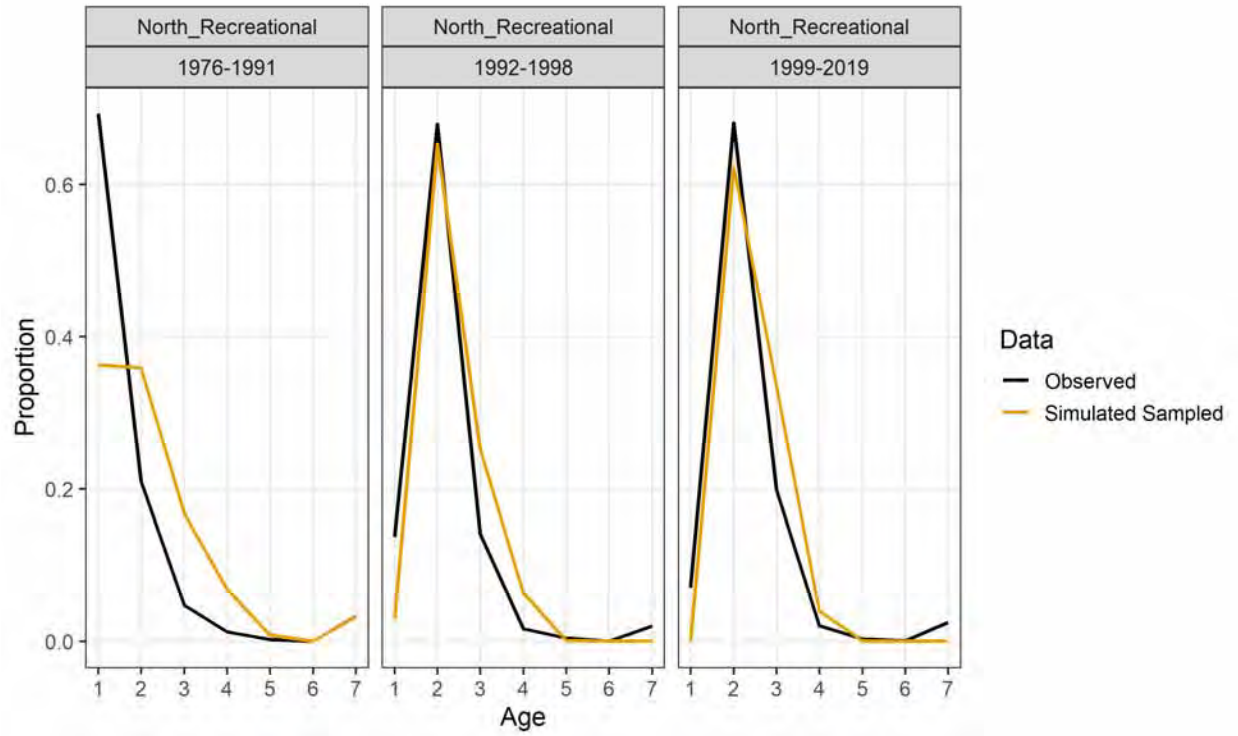 North_Recreational North_Recreational North_Recreational
1976-1991 1992-1998 1999-2019
0.6
0.4
0.2
0.0
Proportion
1 2 3 4 5 6 7 1 2 3 4 5 6 7 1 2 3 4 5 6 7
Age
Data
Observed
Simulated Sampled